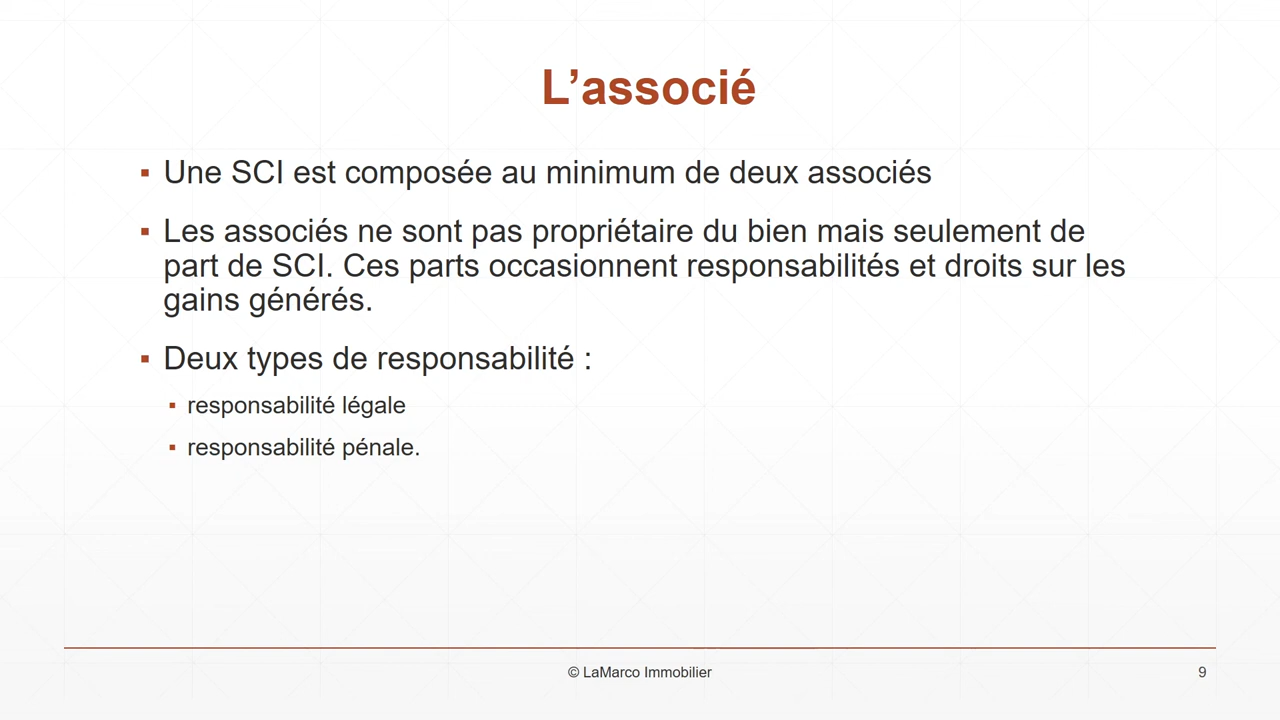 L’associé
▪ Une SCI est composée au minimum de deux associés
▪ Les associés ne sont pas propriétaire du bien mais seulement de
part de SCI. Ces parts occasionnent responsabilités et droits sur les
gains générés.
▪ Deux types de responsabilité :
▪ responsabilité légale
▪ responsabilité pénale.
© LaMarco Immobilier
9